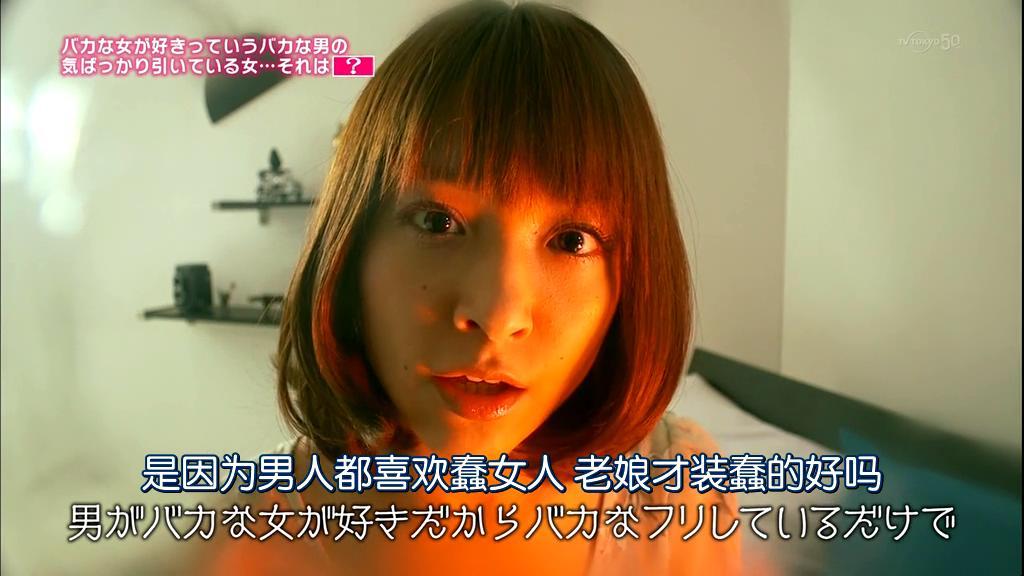 バカな女が好きっていうバカな男の
気ばっかり引いている女…それは ?
TV TOKYO 50
是因为男人都喜欢蠢女人 老娘才装蠢的好吗
男がバカな女が好きだからバカなフリしているだけで